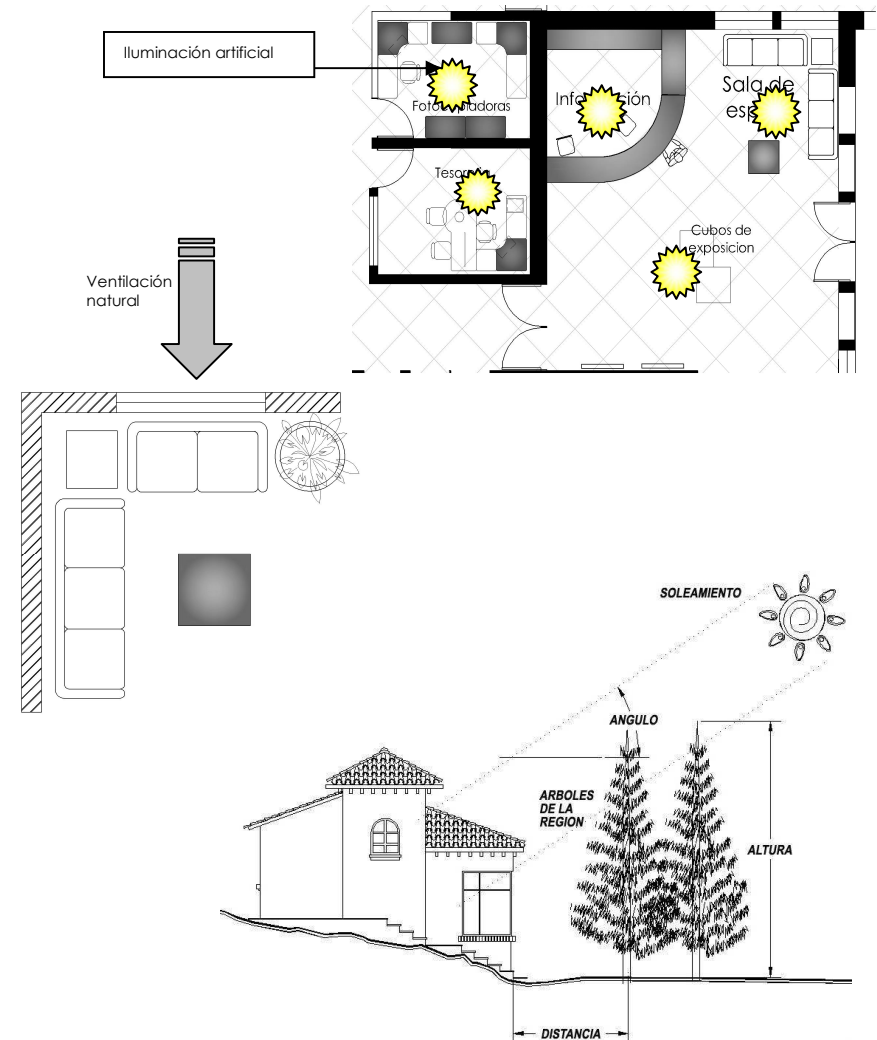 Iluminación artificial
Fotocopiadoras
Información
Sala de
espera
Tesorería
Cubos de
exposicion
Ventilación
natural
SOLEAMIENTO
ANGULO
ARBOLES
DE LA
REGION
ALTURA
DISTANCIA